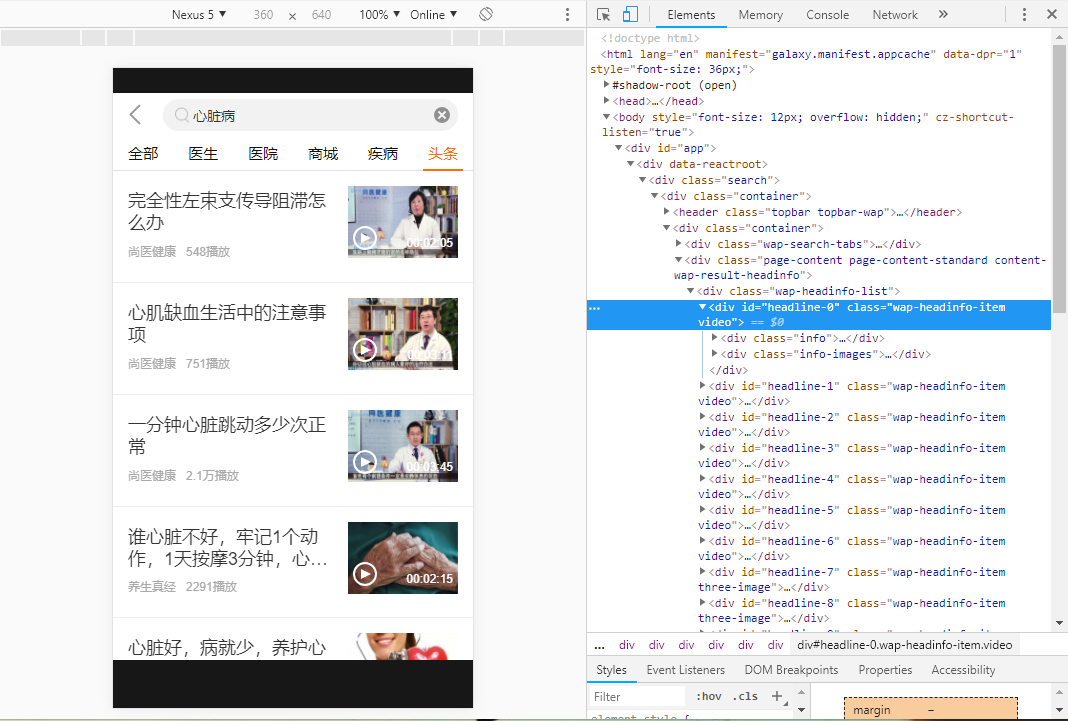 Nexus 5 ▼ 360 × 640 100% ▼ Online ▼
Elements Memory Console Network »
心脏病
全部 医生 医院 商城 疾病 头条
完全性左束支传导阻滞怎
么办
尚医健康 548播放
00:02:05
心肌缺血生活中的注意事
项
尚医健康 751播放
一分钟心脏跳动多少次正
常
尚医健康 2.1万播放
00:03:45
谁心脏不好，牢记1个动
作，1天按摩3分钟，心…
养生真经 2291播放
00:02:15
心脏好，病就少，养护心
<!doctype html>
<html lang="en" manifest="galaxy.manifest.appcache" data-dpr="1"
style="font-size: 36px;">
▶#shadow-root (open)
▶<head>…</head>
▼<body style="font-size: 12px; overflow: hidden;" cz-shortcut-
listen="true">
▼<div id="app">
▼<div data-reactroot>
▼<div class="search">
▼<div class="container">
▶<header class="topbar topbar-wap">…</header>
▼<div class="container">
▶<div class="wap-search-tabs">…</div>
▼<div class="page-content page-content-standard content-
wap-result-headinfo">
▼<div class="wap-headinfo-list">
… ▼<div id="headline-0" class="wap-headinfo-item
video"> == $0
▶<div class="info">…</div>
▶<div class="info-images">…</div>
</div>
▶<div id="headline-1" class="wap-headinfo-item
video">…</div>
▶<div id="headline-2" class="wap-headinfo-item
video">…</div>
▶<div id="headline-3" class="wap-headinfo-item
video">…</div>
▶<div id="headline-4" class="wap-headinfo-item
video">…</div>
▶<div id="headline-5" class="wap-headinfo-item
video">…</div>
▶<div id="headline-6" class="wap-headinfo-item
video">…</div>
▶<div id="headline-7" class="wap-headinfo-item
three-image">…</div>
▶<div id="headline-8" class="wap-headinfo-item
three-image">…</div>
… div div div div div div div#headline-0.wap-headinfo-item.video
Styles Event Listeners DOM Breakpoints Properties Accessibility
Filter :hov .cls +
margin –
element.style {